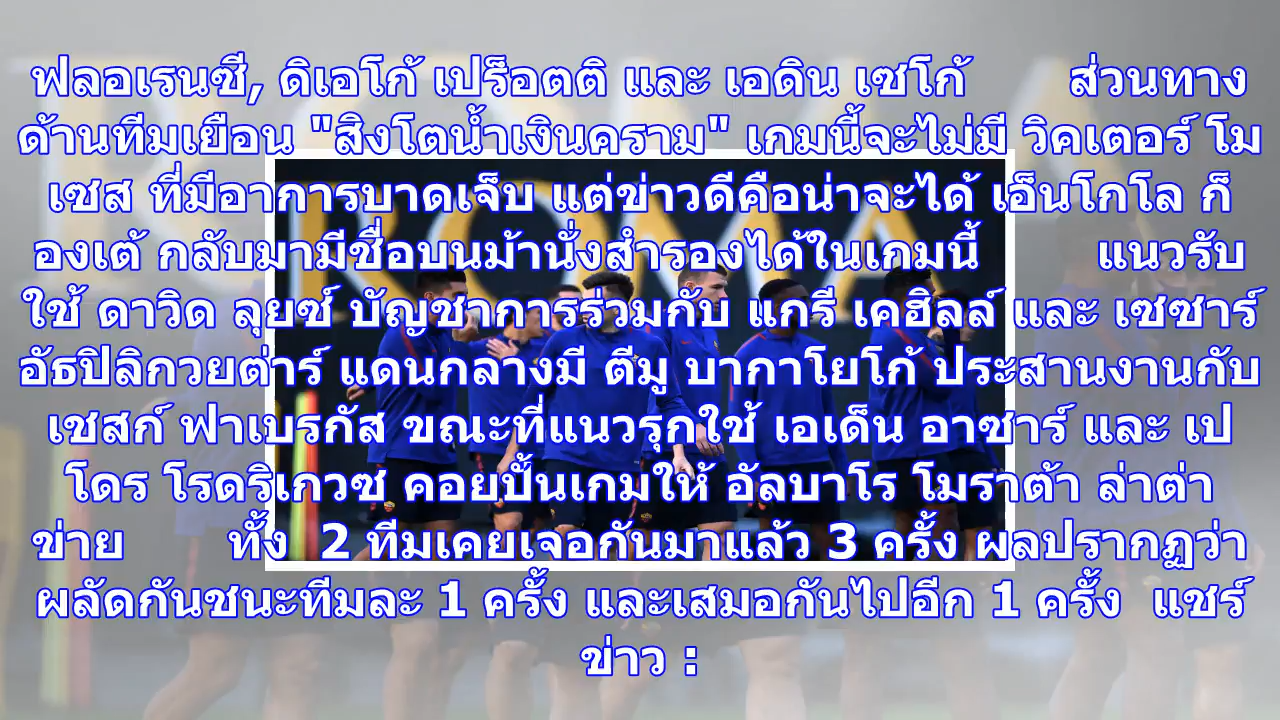 ฟลอเรนซี, ดิเอโก้ เปร็อตติ และ เอดิน เซโก้ ส่วนทาง
ด้านทีมเยือน "สิงโตน้ำเงินคราม" เกมนี้จะไม่มี วิคเตอร์ โม
เซส ที่มีอาการบาดเจ็บ แต่ข่าวดีคือน่าจะได้ เอ็นโกโล ก็
องเต้ กลับมามีชื่อบนม้านั่งสำรองได้ในเกมนี้ แนวรับ
ใช้ ดาวิด ลุยซ์ บัญชาการร่วมกับ แกรี เคฮิลล์ และ เซซาร์
อัธปิลิกวยต่าร์ แดนกลางมี ตีมู บากาโยโก้ ประสานงานกับ
เชสก์ ฟาเบรกัส ขณะที่แนวรุกใช้ เอเด็น อาซาร์ และ เป
โดร โรดริเกวซ คอยปั้นเกมให้ อัลบาโร โมราต้า ล่าต่า
ข่าย ทั้ง 2 ทีมเคยเจอกันมาแล้ว 3 ครั้ง ผลปรากฏว่า
ผลัดกันชนะทีมละ 1 ครั้ง และเสมอกันไปอีก 1 ครั้ง แชร์
ข่าว :
ROMA